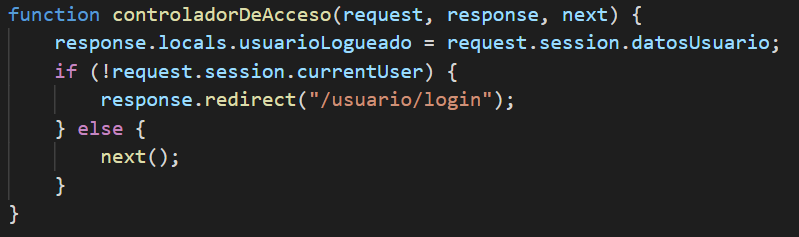 function controladorDeAcceso(request, response, next) {
    response.locals.usuarioLogueado = request.session.datosUsuario;
    if (!request.session.currentUser) {
        response.redirect("/usuario/login");
    } else {
        next();
    }
}